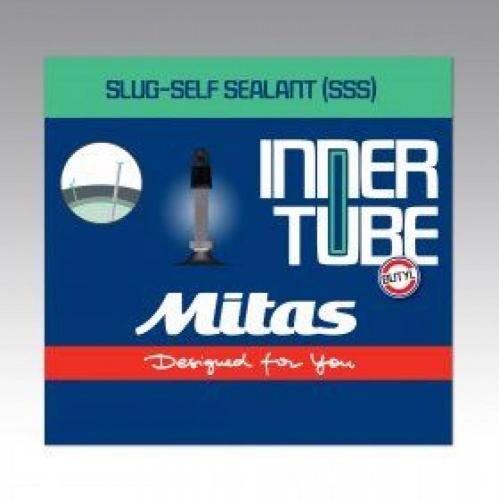 SLUG-SELF SEALANT (SSS)
INNER
TUBE
BUTYL
Mitas
Designed for You